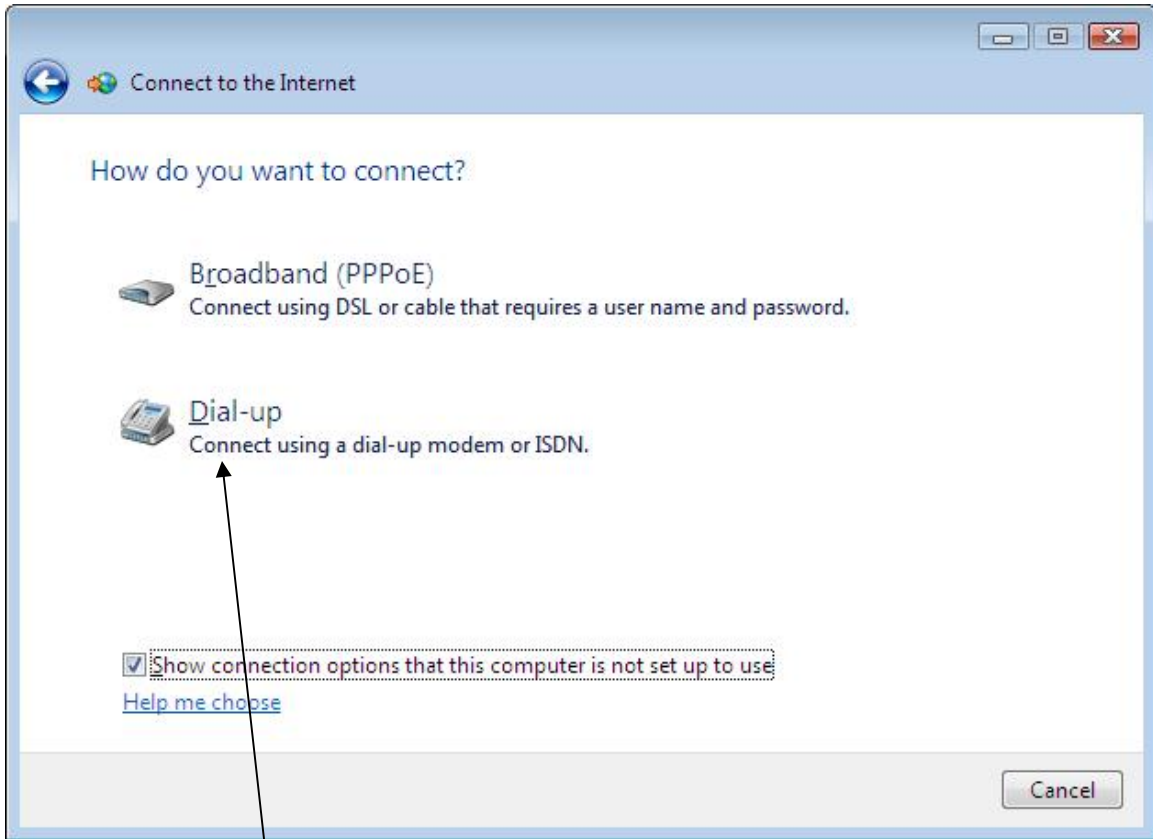 Connect to the Internet
How do you want to connect?
Broadband (PPPoE)
Connect using DSL or cable that requires a user name and password.
Dial-up
Connect using a dial-up modem or ISDN.
Show connection options that this computer is not set up to use
Help me choose
Cancel